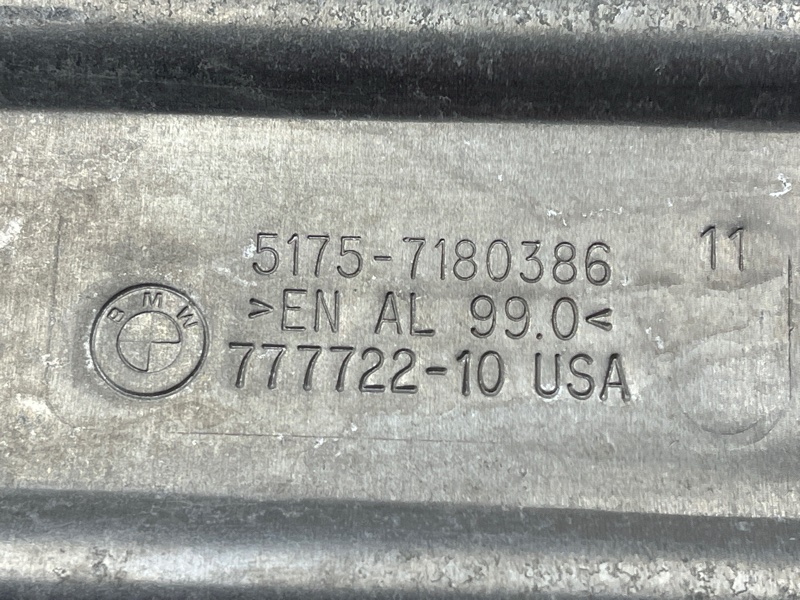 5175-7180386
11
>EN AL 99.0<
BMW
777722-10 USA